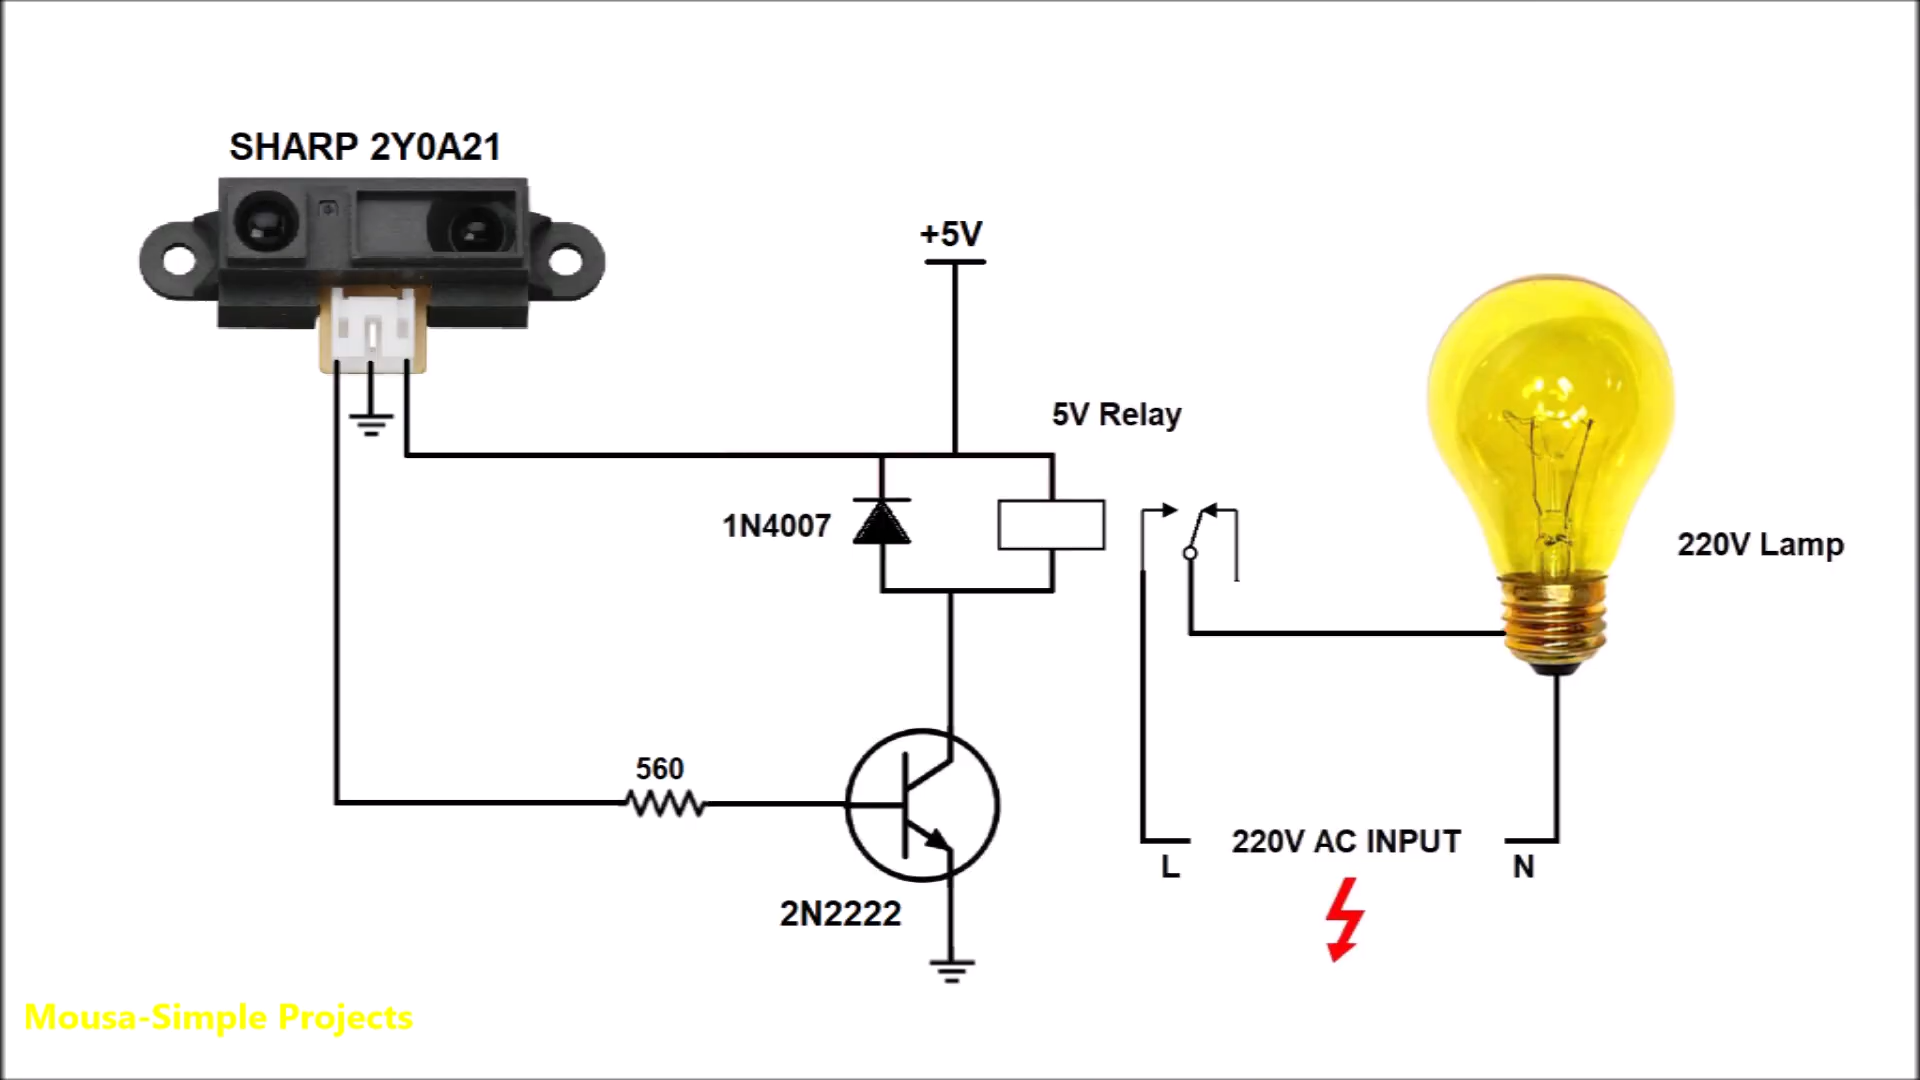 SHARP 2Y0A21
+5V
5V Relay
1N4007
220V Lamp
560
220V AC INPUT
L
N
2N2222
Mousa-Simple Projects